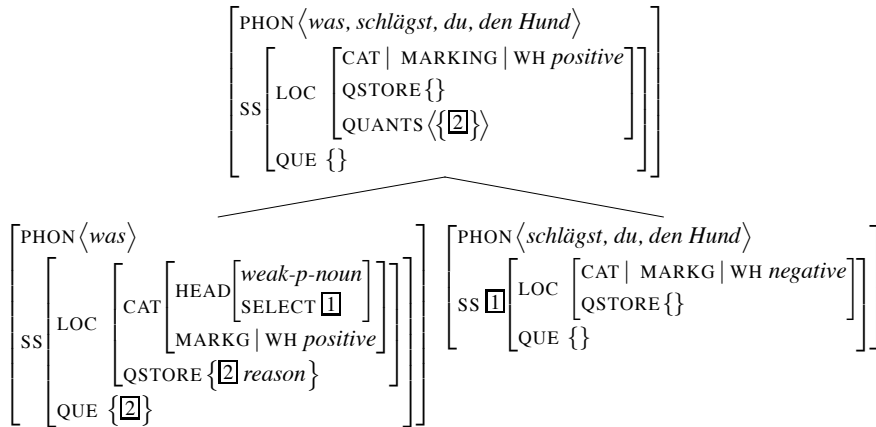 PHON ⟨was, schlägst, du, den Hund⟩
CAT | MARKING | WH positive
SS LOC QSTORE {}
QUANTS ⟨{2}⟩
QUE {}
PHON ⟨was⟩
weak-p-noun
HEAD
SELECT 1
CAT
LOC
MARKG | WH positive
SS
QSTORE {2 reason}
QUE {2}
PHON ⟨schlägst, du, den Hund⟩
CAT | MARKG | WH negative
LOC
QSTORE {}
SS 1
QUE {}